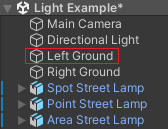 Light Example*
Main Camera
Directional Light
Left Ground
Right Ground
Spot Street Lamp
Point Street Lamp
Area Street Lamp